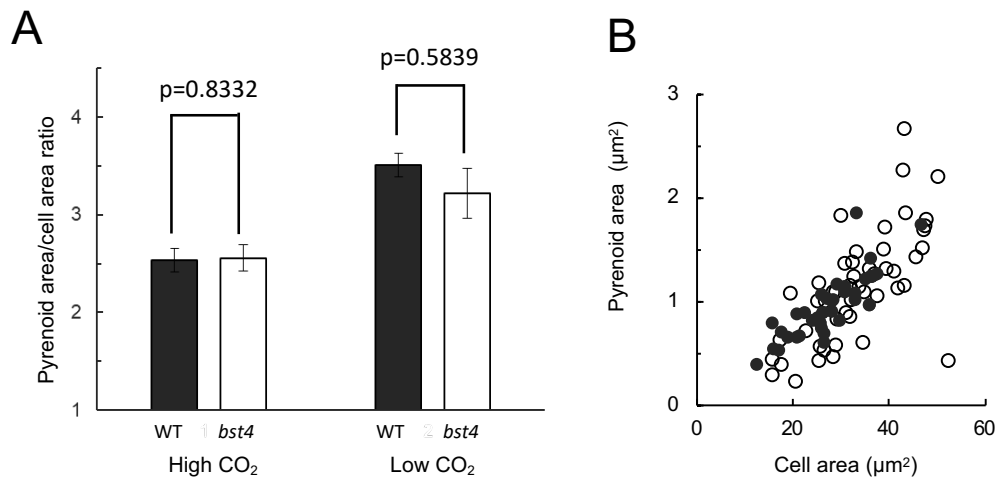 A
p=0.8332
p=0.5839
Pyrenoid area/cell area ratio
4
3
2
1
WT 1 bst4
WT 2 bst4
High CO₂
Low CO₂
B
Pyrenoid area (μm²)
3
2
1
0
0 20 40 60
Cell area (μm²)